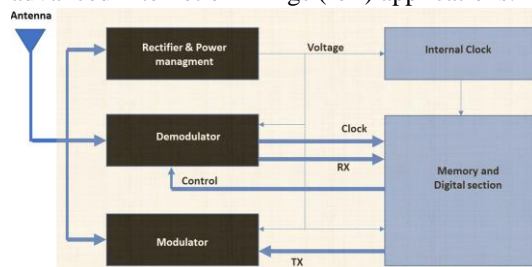 Antenna
Rectifier & Power
managment
Voltage
Internal Clock
Demodulator
Clock
RX
Control
Memory and
Digital section
Modulator
TX